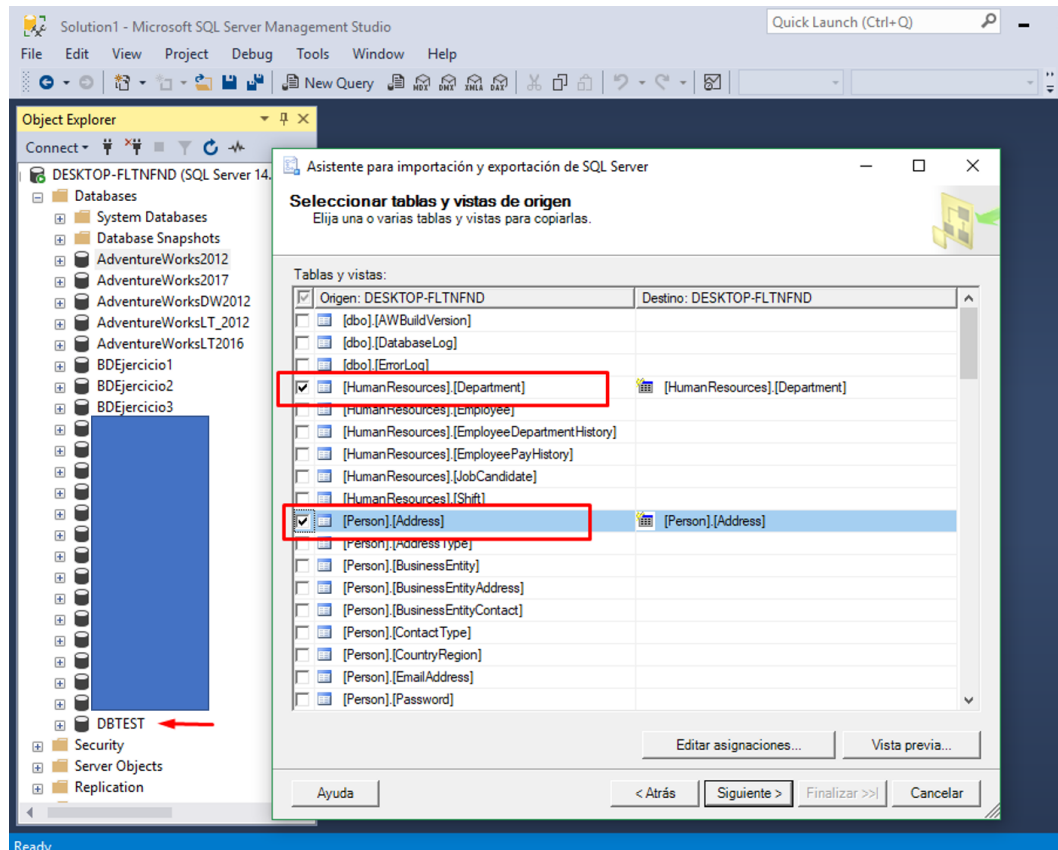 Solution1 - Microsoft SQL Server Management Studio
Quick Launch (Ctrl+Q)
File Edit View Project Debug Tools Window Help
New Query MDX DMX XMLA DAX
Object Explorer
Connect
DESKTOP-FLTNFND (SQL Server 14.
Databases
System Databases
Database Snapshots
AdventureWorks2012
AdventureWorks2017
AdventureWorksDW2012
AdventureWorksLT_2012
AdventureWorksLT2016
BDEjercicio1
BDEjercicio2
BDEjercicio3
DBTEST
Security
Server Objects
Replication
Asistente para importación y exportación de SQL Server
Seleccionar tablas y vistas de origen
Elija una o varias tablas y vistas para copiarlas.
Tablas y vistas:
Origen: DESKTOP-FLTNFND Destino: DESKTOP-FLTNFND
[dbo].[AWBuildVersion]
[dbo].[DatabaseLog]
[dbo].[ErrorLog]
[HumanResources].[Department] [HumanResources].[Department]
[HumanResources].[Employee]
[HumanResources].[EmployeeDepartmentHistory]
[HumanResources].[EmployeePayHistory]
[HumanResources].[JobCandidate]
[HumanResources].[Shift]
[Person].[Address] [Person].[Address]
[Person].[AddressType]
[Person].[BusinessEntity]
[Person].[BusinessEntityAddress]
[Person].[BusinessEntityContact]
[Person].[ContactType]
[Person].[CountryRegion]
[Person].[EmailAddress]
[Person].[Password]
Editar asignaciones... Vista previa...
Ayuda < Atrás Siguiente > Finalizar >>| Cancelar
Ready